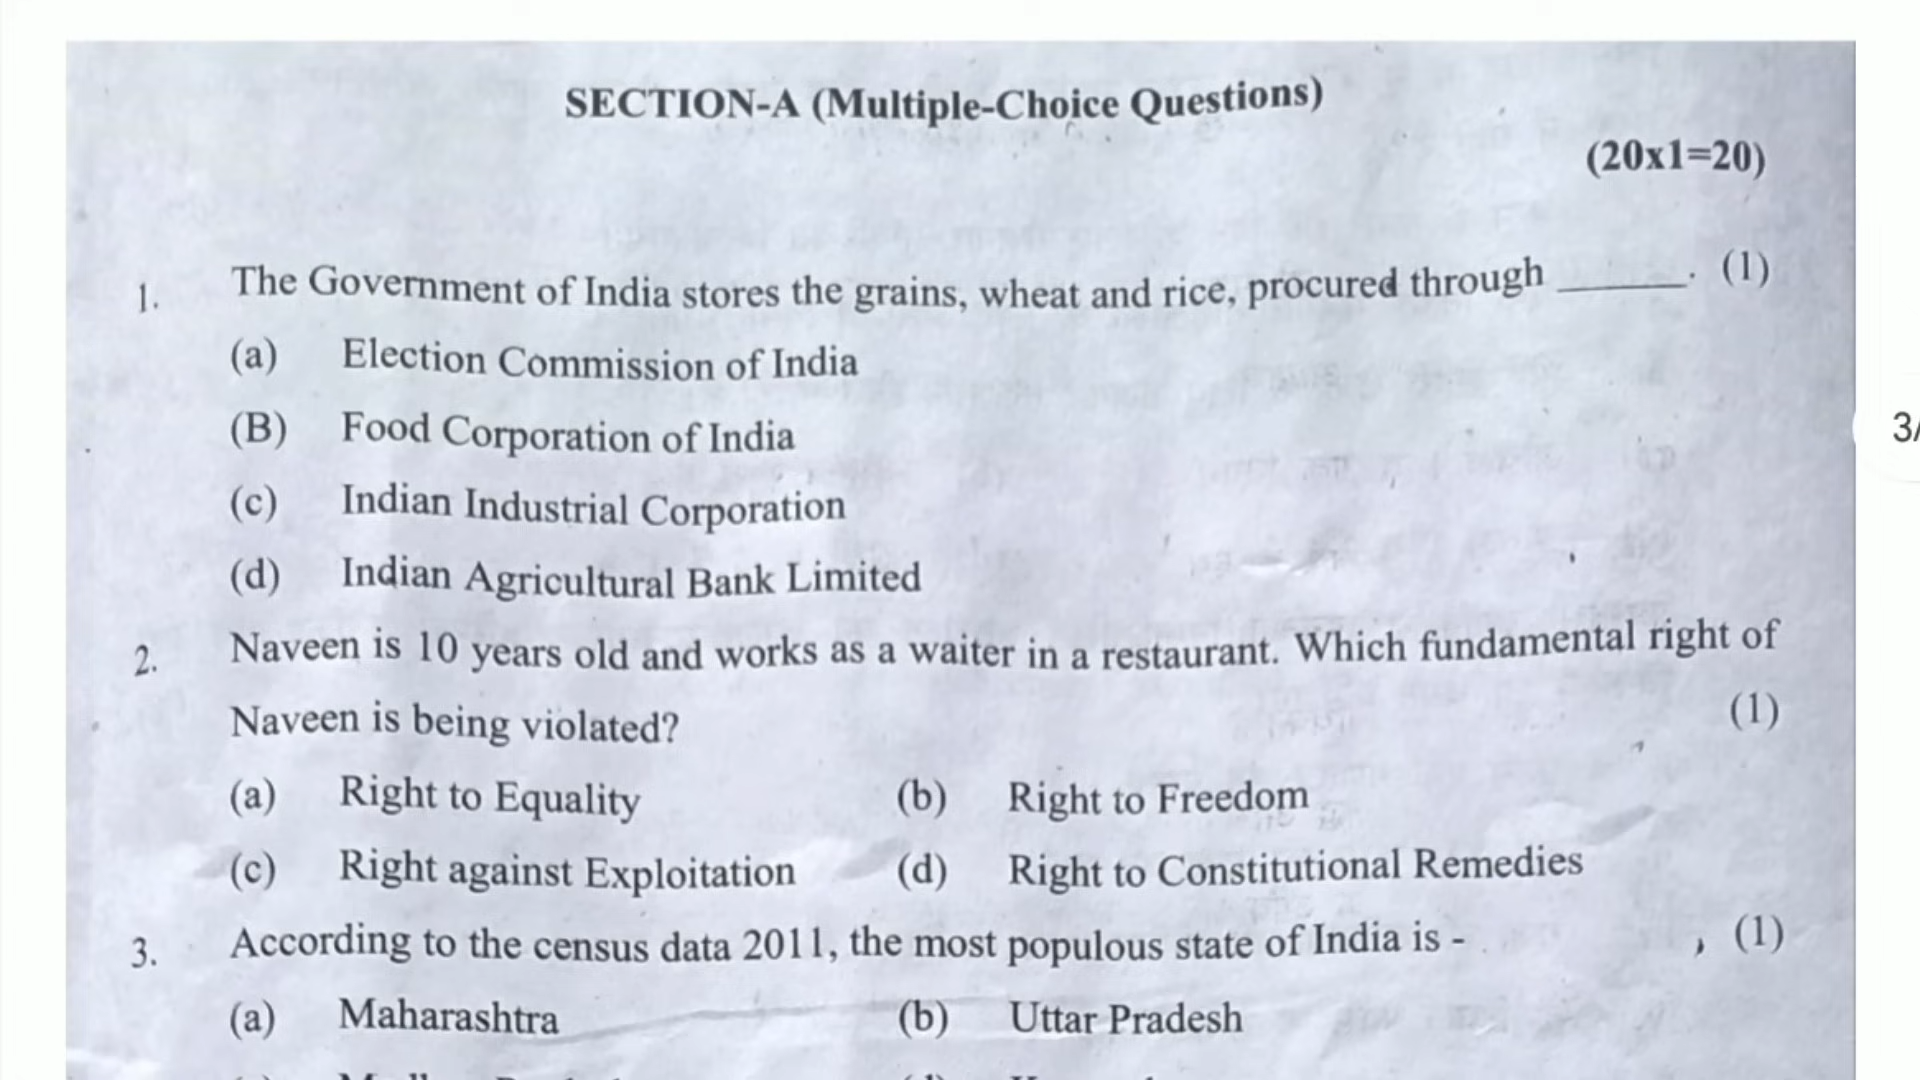 SECTION-A (Multiple-Choice Questions)
(20x1=20)
1. The Government of India stores the grains, wheat and rice, procured through ______. (1)
(a) Election Commission of India
(B) Food Corporation of India
(c) Indian Industrial Corporation
(d) Indian Agricultural Bank Limited
2. Naveen is 10 years old and works as a waiter in a restaurant. Which fundamental right of
Naveen is being violated? (1)
(a) Right to Equality (b) Right to Freedom
(c) Right against Exploitation (d) Right to Constitutional Remedies
3. According to the census data 2011, the most populous state of India is - , (1)
(a) Maharashtra (b) Uttar Pradesh
3/